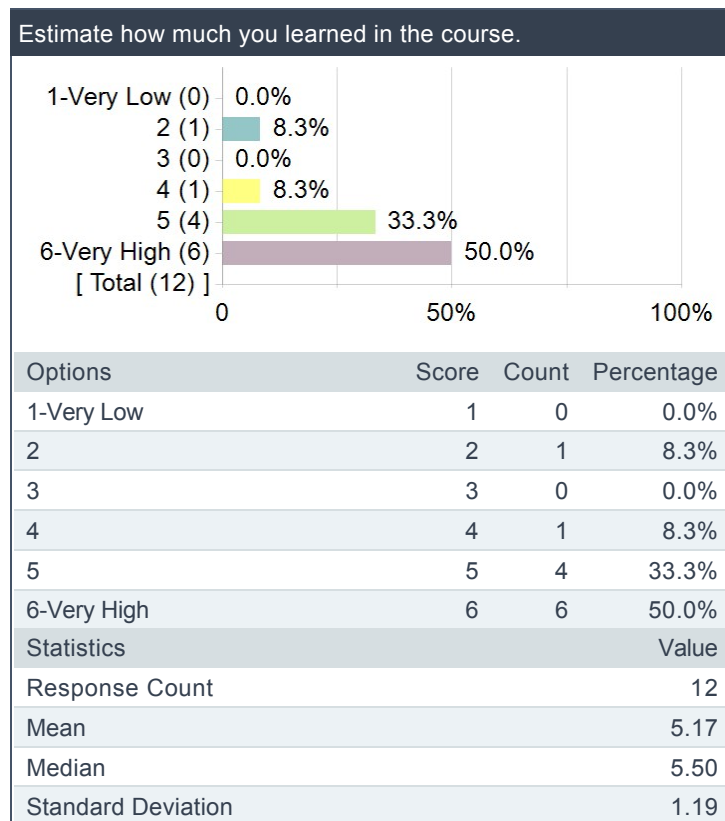 Estimate how much you learned in the course.
1-Very Low (0) 0.0%
2 (1) 8.3%
3 (0) 0.0%
4 (1) 8.3%
5 (4) 33.3%
6-Very High (6) 50.0%
[ Total (12) ]
0 50% 100%
Options Score Count Percentage
1-Very Low 1 0 0.0%
2 2 1 8.3%
3 3 0 0.0%
4 4 1 8.3%
5 5 4 33.3%
6-Very High 6 6 50.0%
Statistics Value
Response Count 12
Mean 5.17
Median 5.50
Standard Deviation 1.19